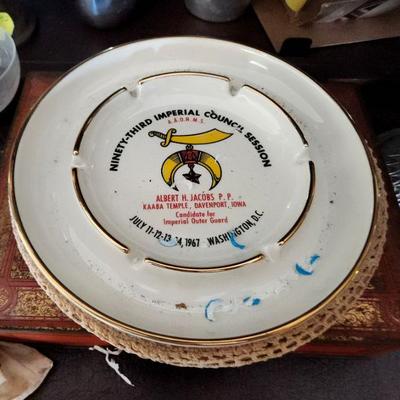 NINETY-THIRD IMPERIAL COUNCIL SESSION
A.A.O.N.M.S.
ALBERT H. JACOBS P. P.
KAABA TEMPLE, DAVENPORT, IOWA
Candidate for
Imperial Outer Guard
JULY 11-12-13-14, 1967 WASHINGTON, D.C.